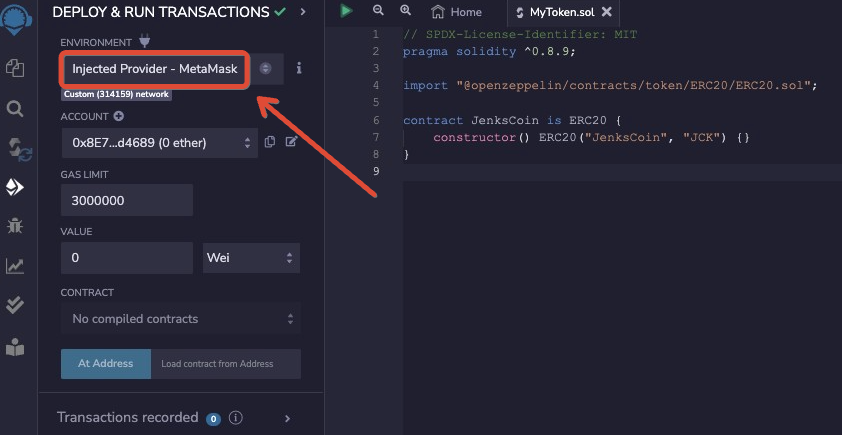 DEPLOY & RUN TRANSACTIONS
ENVIRONMENT
Injected Provider - MetaMask
Custom (314159) network
ACCOUNT
0x8E7...d4689 (0 ether)
GAS LIMIT
3000000
VALUE
0
Wei
CONTRACT
No compiled contracts
At Address
Load contract from Address
Transactions recorded 0
Home
MyToken.sol
1 // SPDX-License-Identifier: MIT
2 pragma solidity ^0.8.9;
3
4 import "@openzeppelin/contracts/token/ERC20/ERC20.sol";
5
6 contract JenksCoin is ERC20 {
7 constructor() ERC20("JenksCoin", "JCK") {}
8 }
9